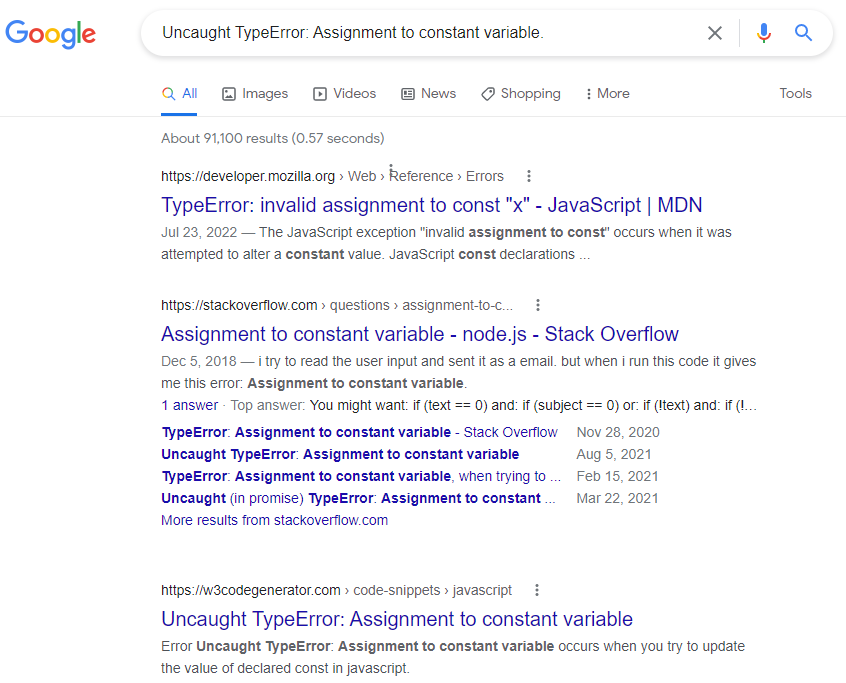 Google
Uncaught TypeError: Assignment to constant variable.
All Images Videos News Shopping More Tools
About 91,100 results (0.57 seconds)
https://developer.mozilla.org › Web › Reference › Errors
TypeError: invalid assignment to const "x" - JavaScript | MDN
Jul 23, 2022 — The JavaScript exception "invalid assignment to const" occurs when it was
attempted to alter a constant value. JavaScript const declarations ...
https://stackoverflow.com › questions › assignment-to-c...
Assignment to constant variable - node.js - Stack Overflow
Dec 5, 2018 — i try to read the user input and sent it as a email. but when i run this code it gives
me this error: Assignment to constant variable.
1 answer · Top answer: You might want: if (text == 0) and: if (subject == 0) or: if (!text) and: if (!...
TypeError: Assignment to constant variable - Stack Overflow Nov 28, 2020
Uncaught TypeError: Assignment to constant variable Aug 5, 2021
TypeError: Assignment to constant variable, when trying to ... Feb 15, 2021
Uncaught (in promise) TypeError: Assignment to constant ... Mar 22, 2021
More results from stackoverflow.com
https://w3codegenerator.com › code-snippets › javascript
Uncaught TypeError: Assignment to constant variable
Error Uncaught TypeError: Assignment to constant variable occurs when you try to update
the value of declared const in javascript.